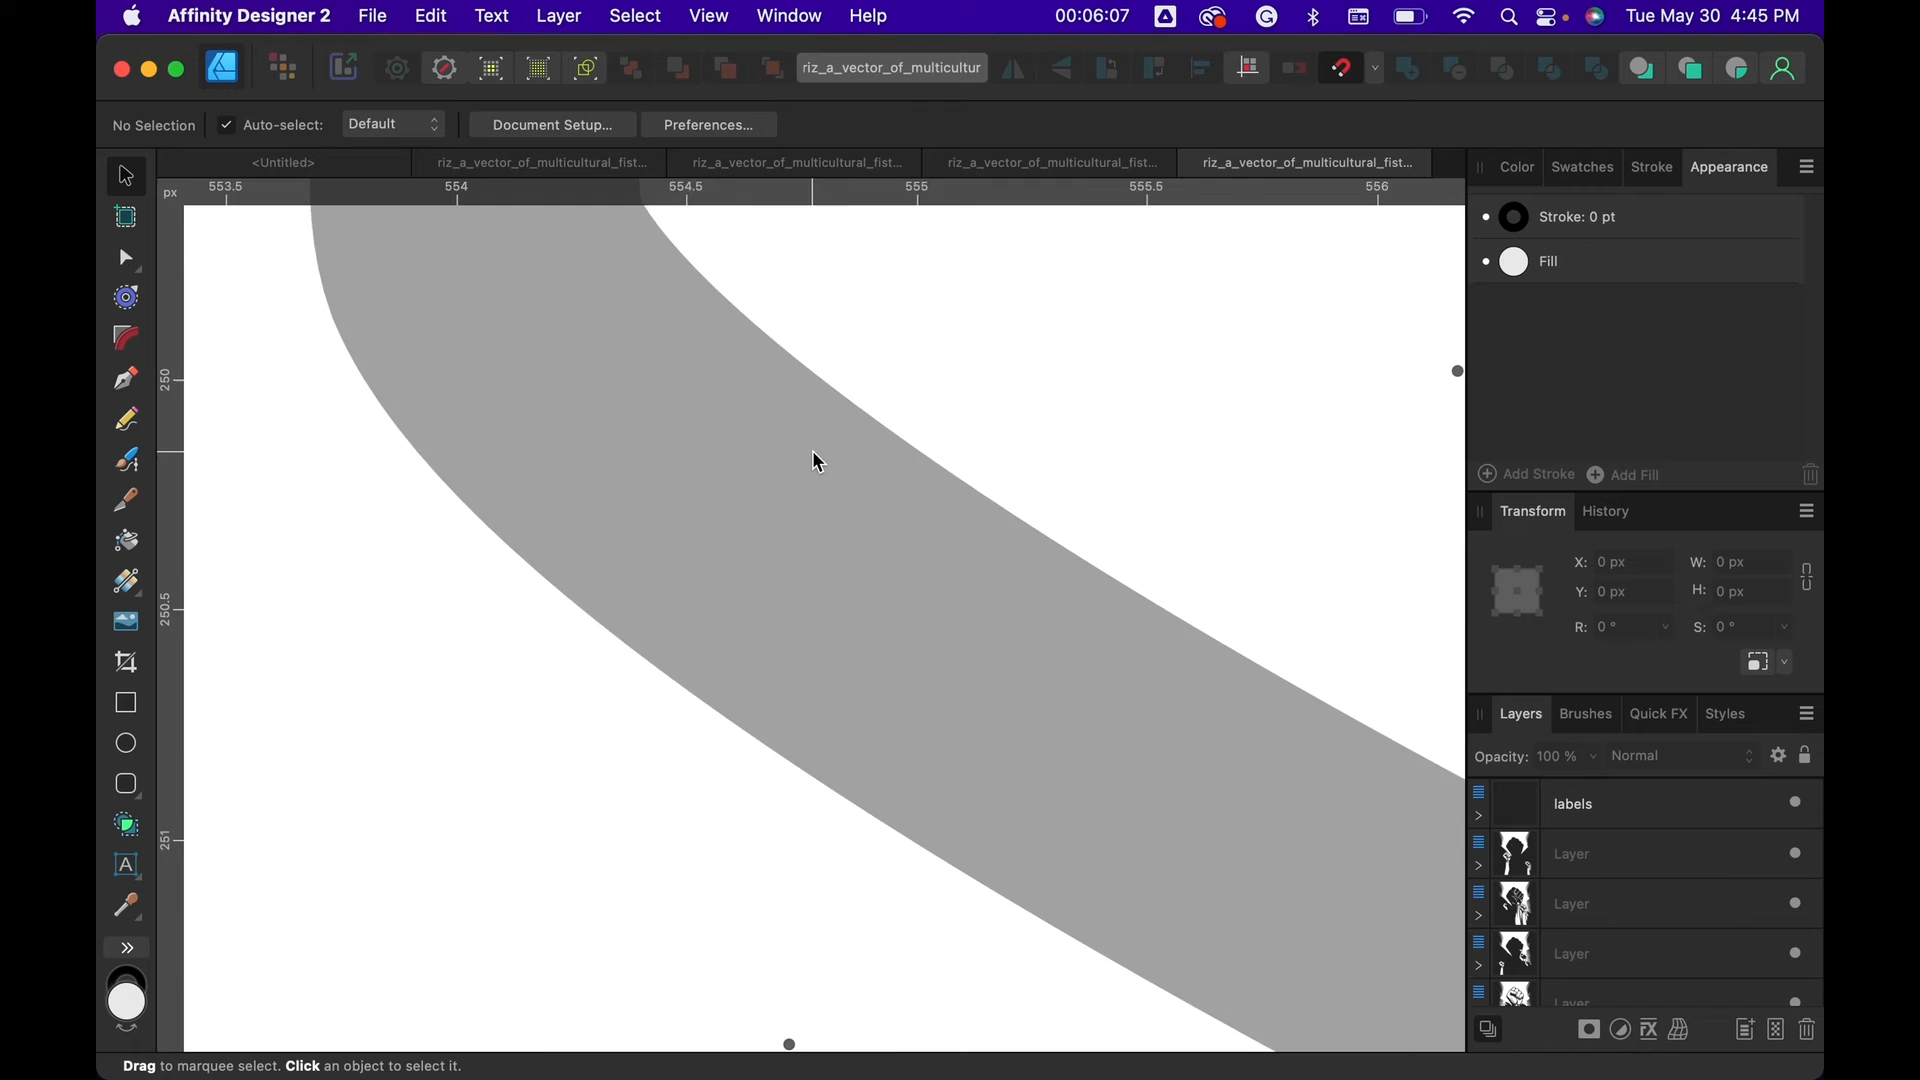 Affinity Designer 2 File Edit Text Layer Select View Window Help 00:06:07 Tue May 30 4:45 PM
riz_a_vector_of_multicultur
No Selection Auto-select: Default Document Setup... Preferences...
<Untitled> riz_a_vector_of_multicultural_fist... riz_a_vector_of_multicultural_fist... riz_a_vector_of_multicultural_fist... riz_a_vector_of_multicultural_fist...
Color Swatches Stroke Appearance
px 553.5 554 554.5 555 555.5 556
Stroke: 0 pt
Fill
250
Add Stroke Add Fill
Transform History
X: 0 px W: 0 px
Y: 0 px H: 0 px
250.5
R: 0 ° S: 0 °
Layers Brushes Quick FX Styles
Opacity: 100 % Normal
labels
251
Layer
A
Layer
Layer
Layer
FX
Drag to marquee select. Click an object to select it.